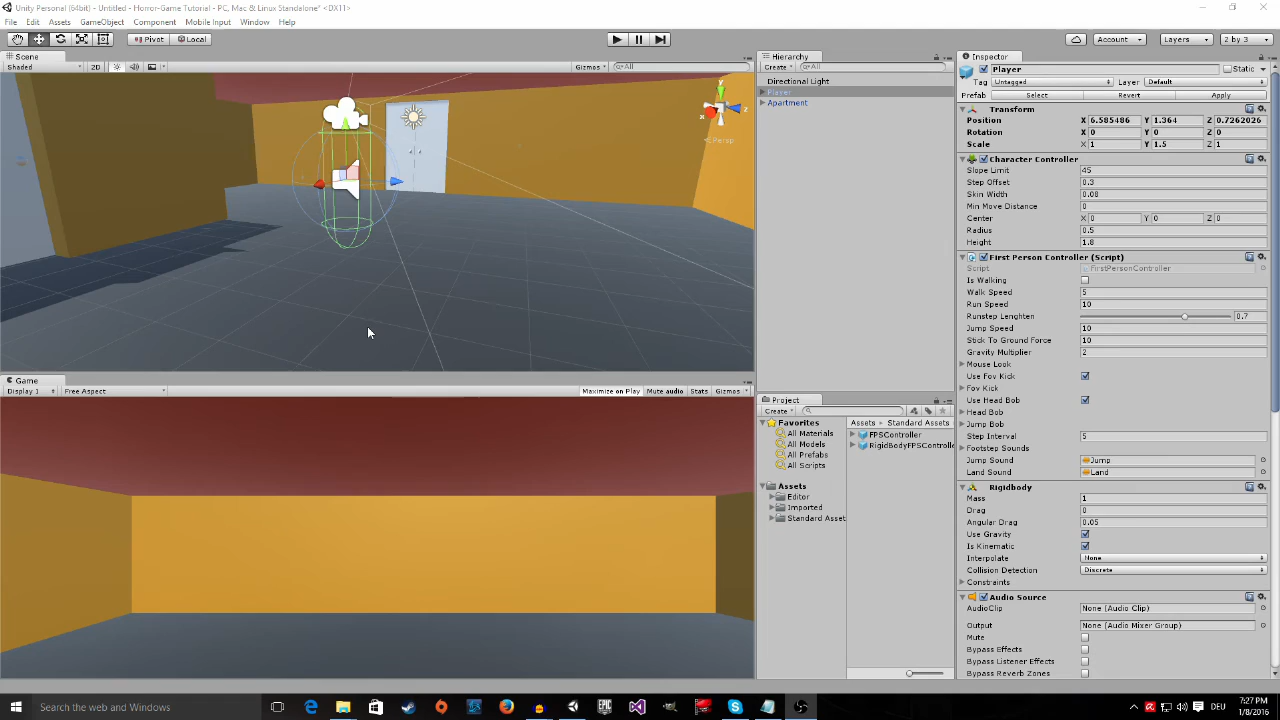 Unity Personal (64bit) - Untitled - Horror-Game Tutorial - PC, Mac & Linux Standalone* <DX11>
File Edit Assets GameObject Component Mobile Input Window Help
Pivot Local Account Layers 2 by 3
Scene
Shaded 2D Gizmos All
y
x z
Persp
Game
Display 1 Free Aspect Maximize on Play Mute audio Stats Gizmos
Hierarchy
Create All
Directional Light
Player
Apartment
Project
Create
Favorites
All Materials
All Models
All Prefabs
All Scripts
Assets
Editor
Imported
Standard Asset
Assets Standard Assets
FPSController
RigidBodyFPSControlle
Inspector
Player Static
Tag Untagged Layer Default
Prefab Select Revert Apply
Transform
Position X 6.585486 Y 1.364 Z 0.7262026
Rotation X 0 Y 0 Z 0
Scale X 1 Y 1.5 Z 1
Character Controller
Slope Limit 45
Step Offset 0.3
Skin Width 0.08
Min Move Distance 0
Center X 0 Y 0 Z 0
Radius 0.5
Height 1.8
First Person Controller (Script)
Script FirstPersonController
Is Walking
Walk Speed 5
Run Speed 10
Runstep Lenghten 0.7
Jump Speed 10
Stick To Ground Force 10
Gravity Multiplier 2
Mouse Look
Use Fov Kick
Fov Kick
Use Head Bob
Head Bob
Jump Bob
Step Interval 5
Footstep Sounds
Jump Sound Jump
Land Sound Land
Rigidbody
Mass 1
Drag 0
Angular Drag 0.05
Use Gravity
Is Kinematic
Interpolate None
Collision Detection Discrete
Constraints
Audio Source
AudioClip None (Audio Clip)
Output None (Audio Mixer Group)
Mute
Bypass Effects
Bypass Listener Effects
Bypass Reverb Zones
Search the web and Windows
EPIC
DEU
7:27 PM
1/8/2016